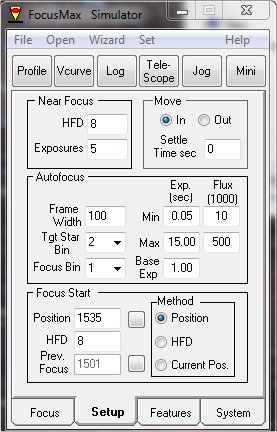 FocusMax Simulator
File Open Wizard Set Help
Profile Vcurve Log Tele-Scope Jog Mini
Near Focus
HFD 8
Exposures 5
Move
In Out
Settle
Time sec 0
Autofocus
Exp. (sec) Flux (1000)
Frame Width 100 Min 0.05 10
Tgt Star Bin 2 Max 15.00 500
Focus Bin 1 Base Exp 1.00
Focus Start
Position 1535
HFD 8
Prev. Focus 1501
Method
Position
HFD
Current Pos.
Focus Setup Features System